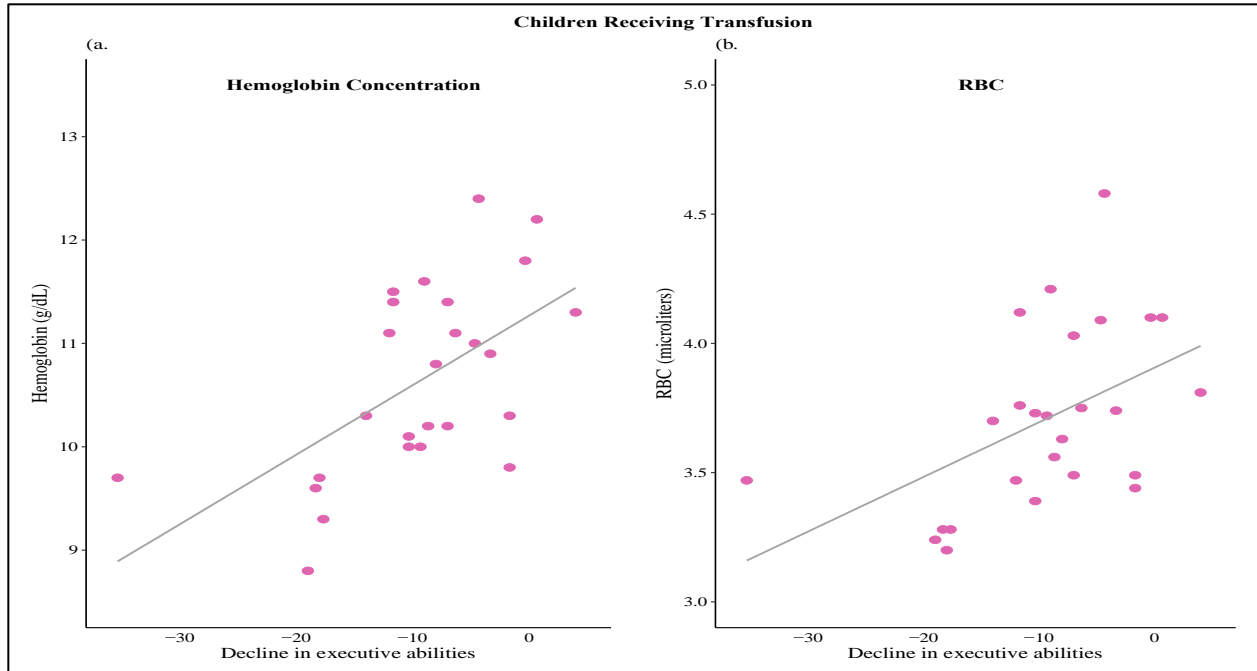 Children Receiving Transfusion
(a.
Hemoglobin Concentration
Hemoglobin (g/dL)
13
12
11
10
9
−30
−20
−10
0
Decline in executive abilities
(b.
RBC
RBC (microliters)
5.0
4.5
4.0
3.5
3.0
−30
−20
−10
0
Decline in executive abilities